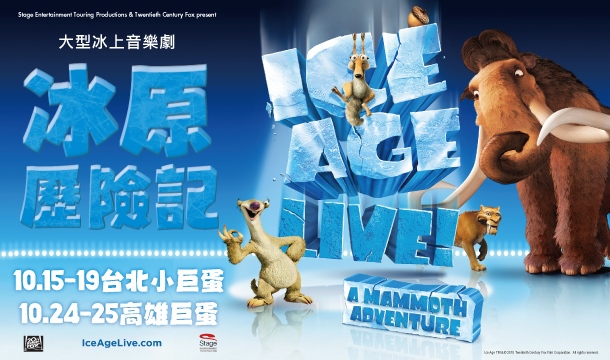 Stage Entertainment Touring Productions & Twentieth Century Fox present
大型冰上音樂劇
冰原
歷險記
ICE
AGE
LIVE!
A MAMMOTH
ADVENTURE
10.15-19台北小巨蛋
10.24-25高雄巨蛋
IceAgeLive.com
Stage